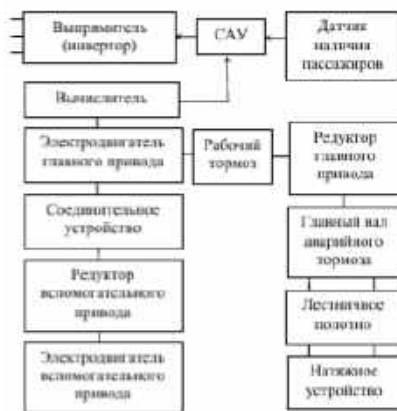 Выпрямитель
(инвертор)
САУ
Датчик
наличия
пассажиров
Вычислитель
Электродвигатель
главного привода
Рабочий
тормоз
Редуктор
главного
привода
Соединительное
устройство
Главный вал
аварийного
тормоза
Редуктор
вспомогательного
привода
Лестничное
полотно
Электродвигатель
вспомогательного
привода
Натяжное
устройство